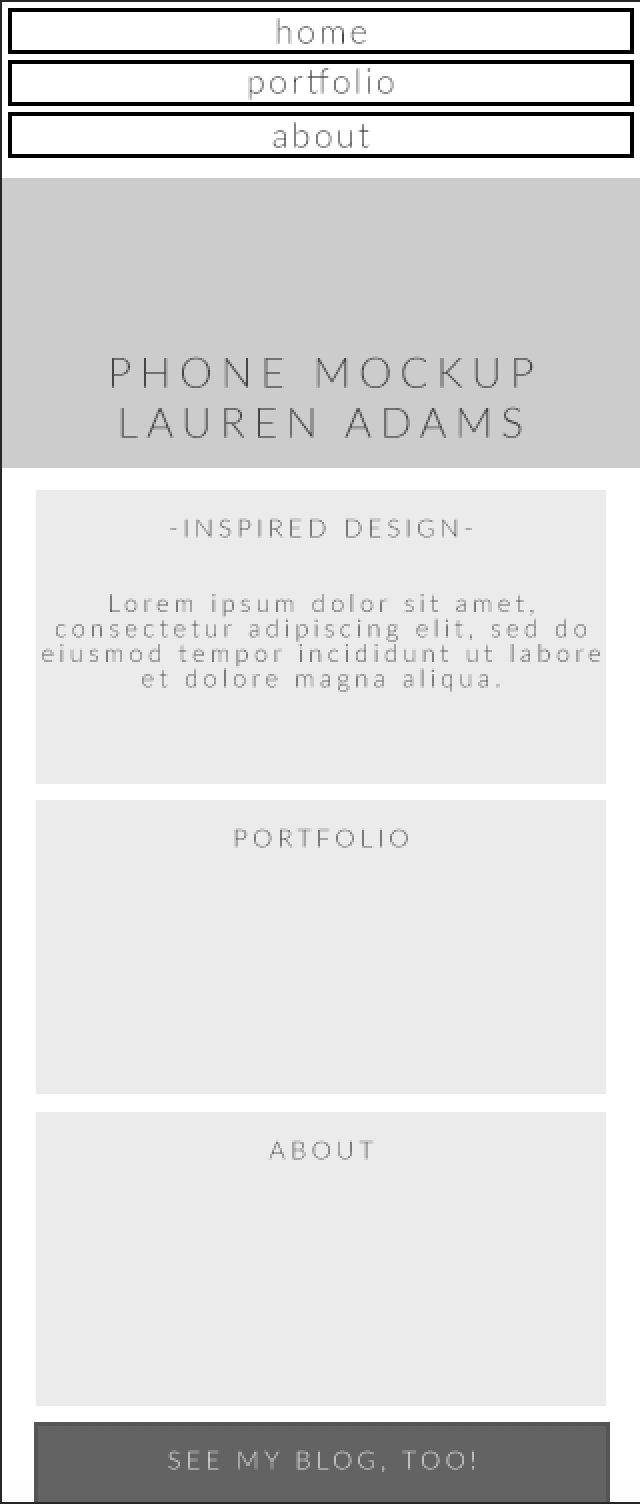 home
portfolio
about
PHONE MOCKUP
LAUREN ADAMS
-INSPIRED DESIGN-
Lorem ipsum dolor sit amet,
consectetur adipiscing elit, sed do
eiusmod tempor incididunt ut labore
et dolore magna aliqua.
PORTFOLIO
ABOUT
SEE MY BLOG, TOO!